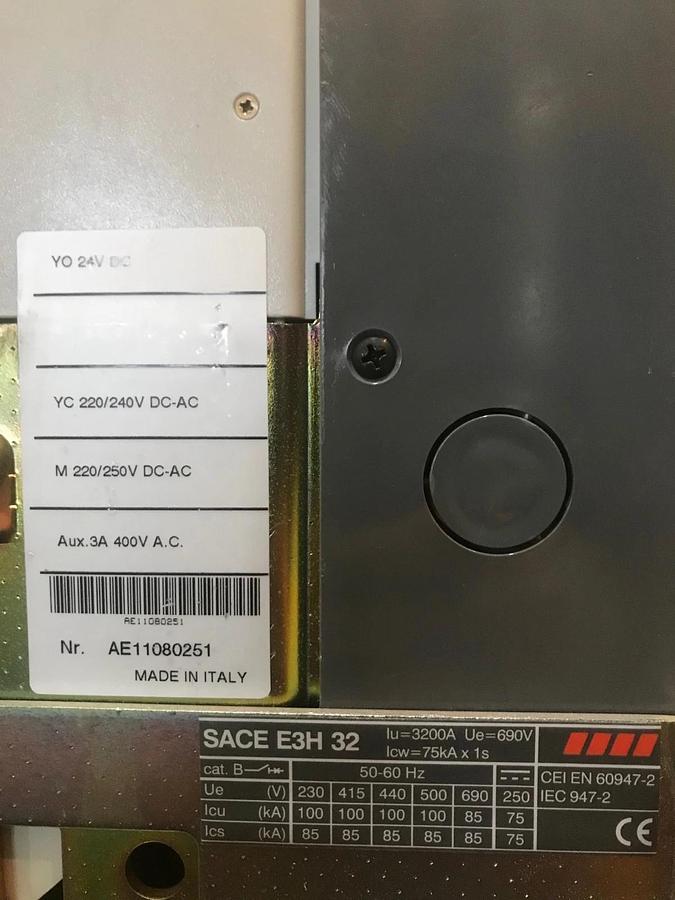 YO 24V DC
YC 220/240V DC-AC
M 220/250V DC-AC
Aux.3A 400V A.C.
AE11080251
Nr. AE11080251
MADE IN ITALY
SACE E3H 32 Iu=3200A Ue=690V
Icw=75kA x 1s
cat. B 50-60 Hz
CEI EN 60947-2
Ue (V) 230 415 440 500 690 250
IEC 947-2
Icu (kA) 100 100 100 100 85 75
Ics (kA) 85 85 85 85 85 75
CE